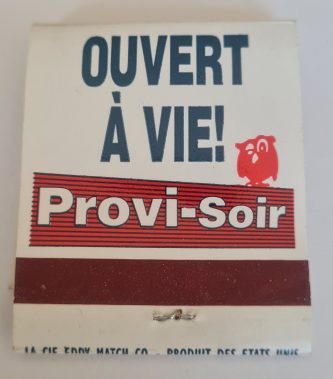 OUVERT
À VIE!
Provi-Soir
LA CIE EDDY MATCH CO - PRODUIT DES ETATS UNIS